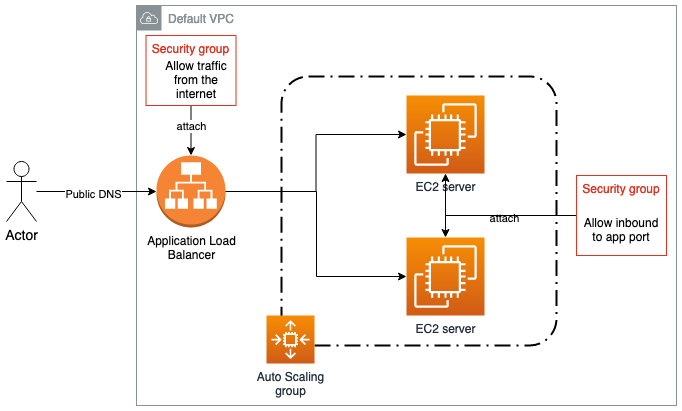 Default VPC
Security group
Allow traffic
from the
internet
attach
Public DNS
Actor
Application Load
Balancer
EC2 server
Security group
Allow inbound
to app port
attach
EC2 server
Auto Scaling
group